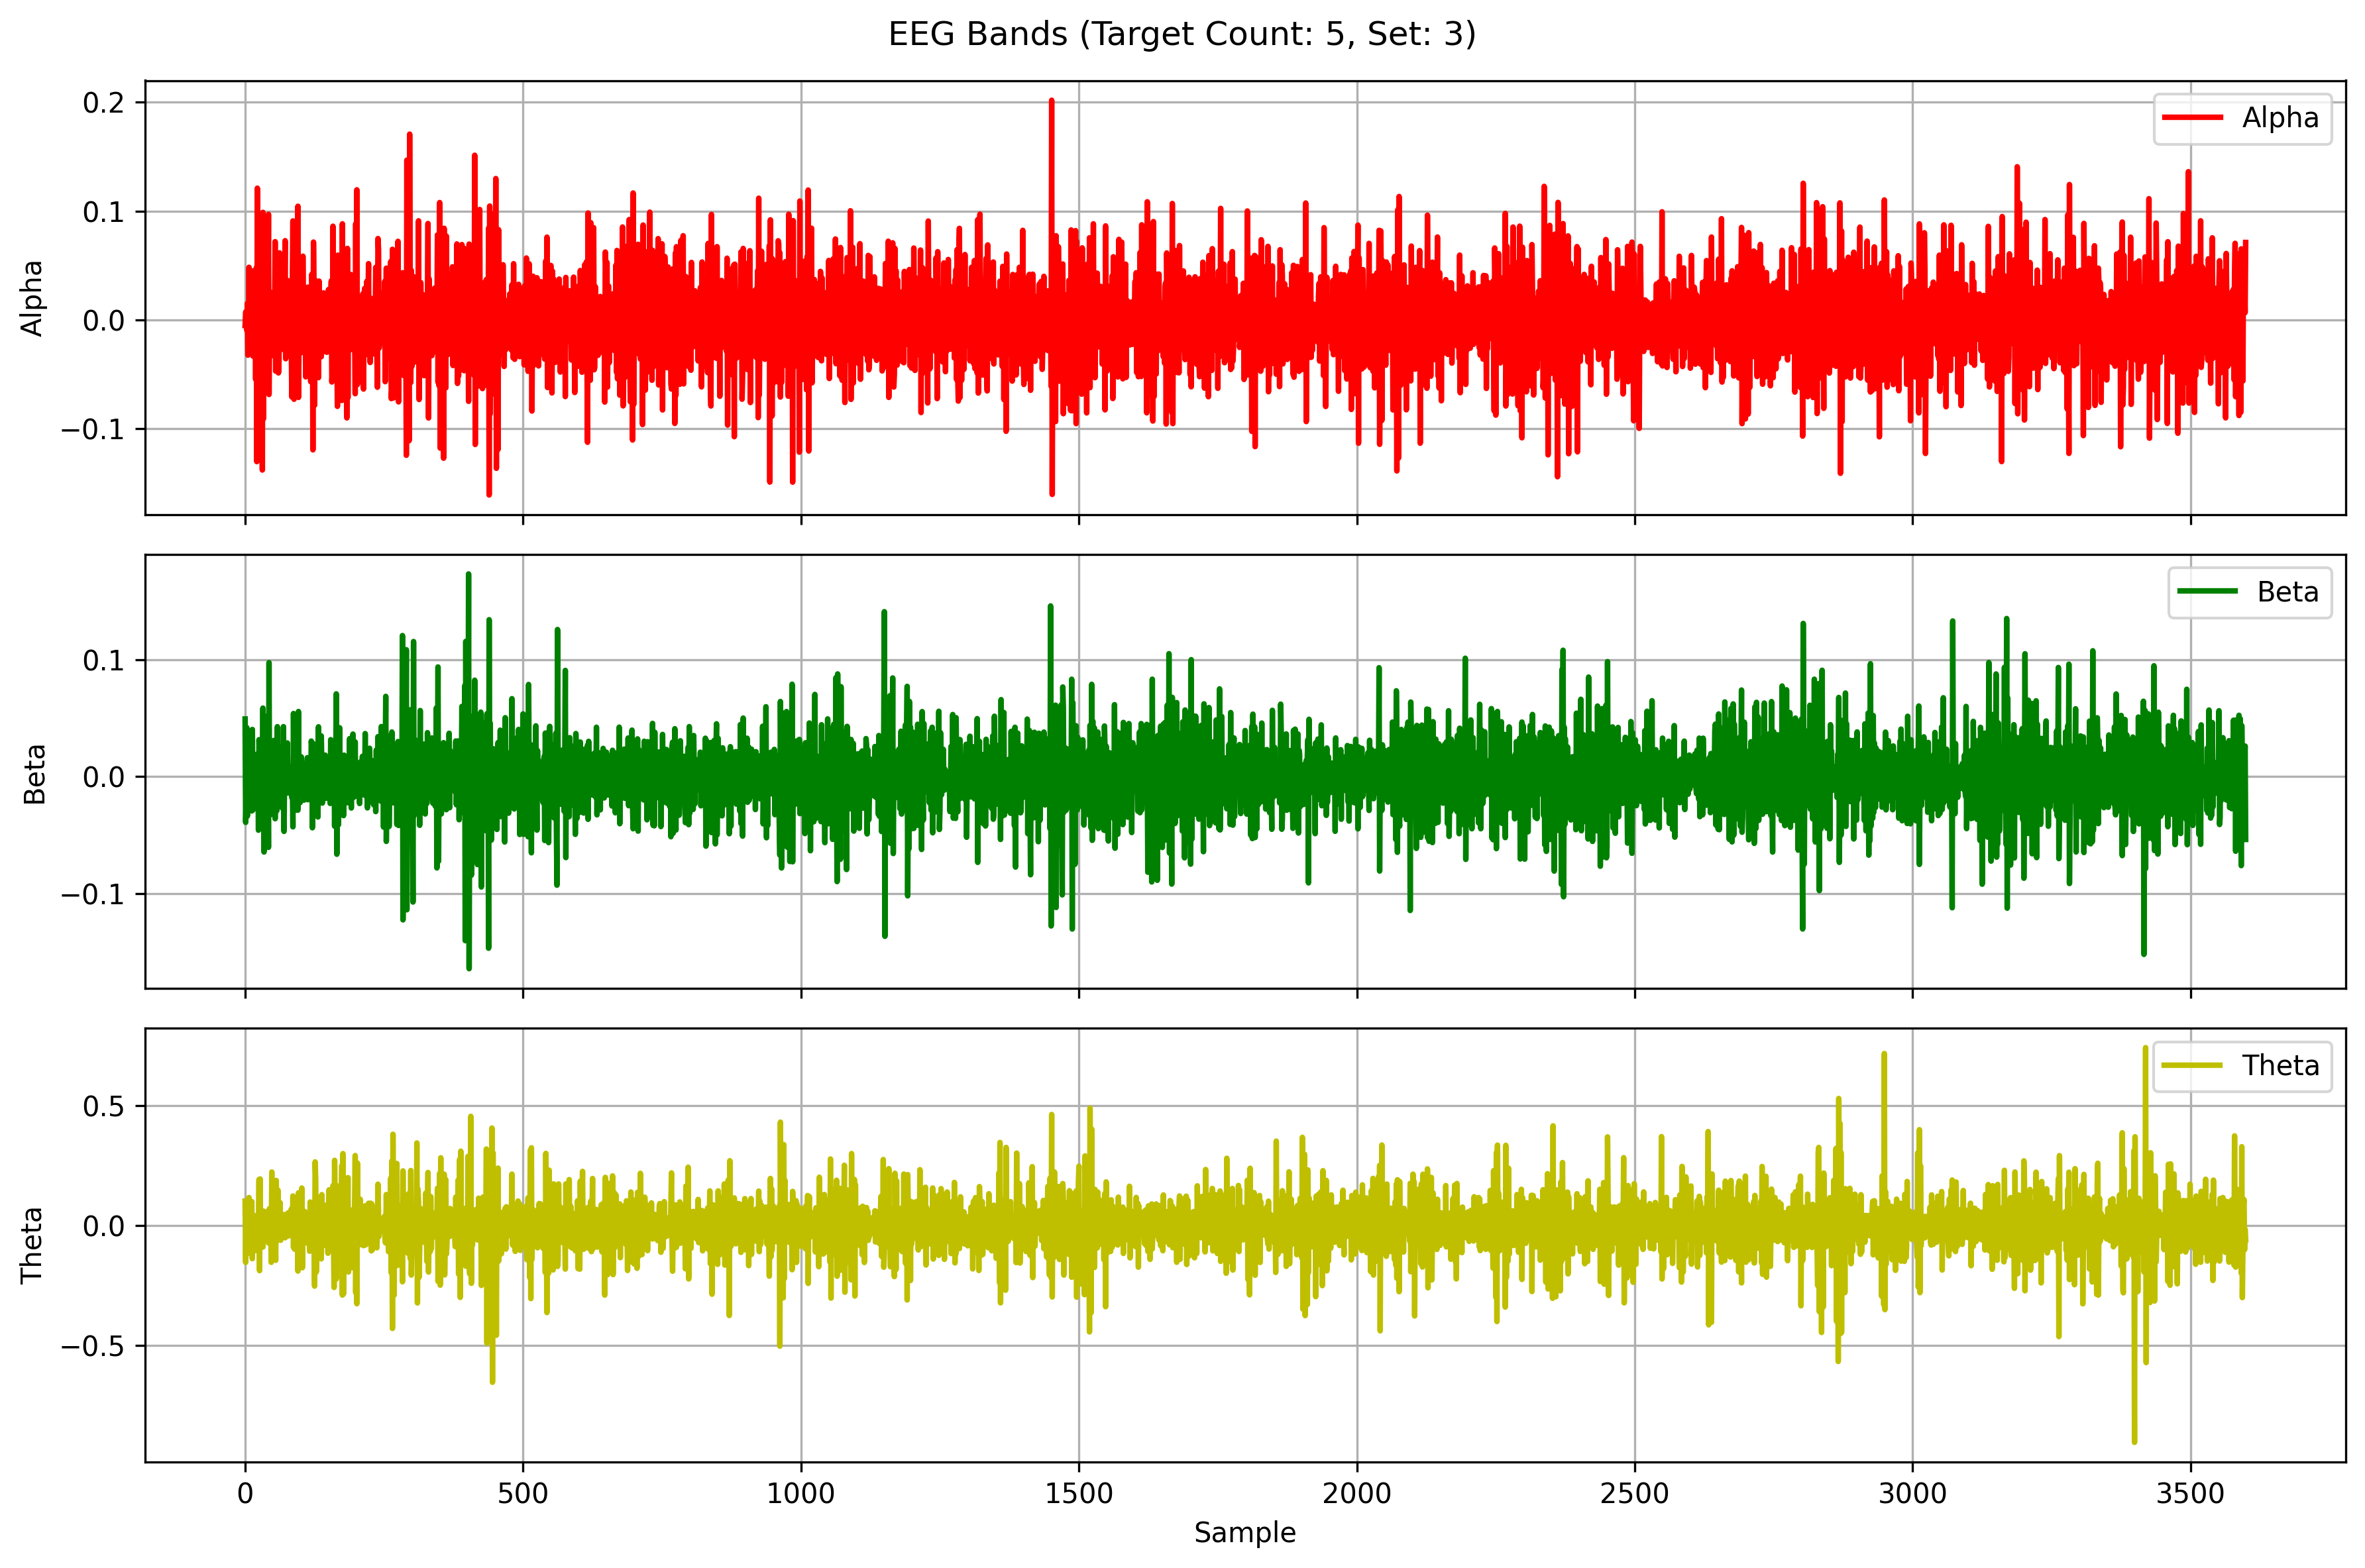 EEG Bands (Target Count: 5, Set: 3)
Alpha
0.2
0.1
0.0
−0.1
Alpha
Beta
0.1
0.0
−0.1
Beta
Theta
0.5
0.0
−0.5
Theta
0 500 1000 1500 2000 2500 3000 3500
Sample